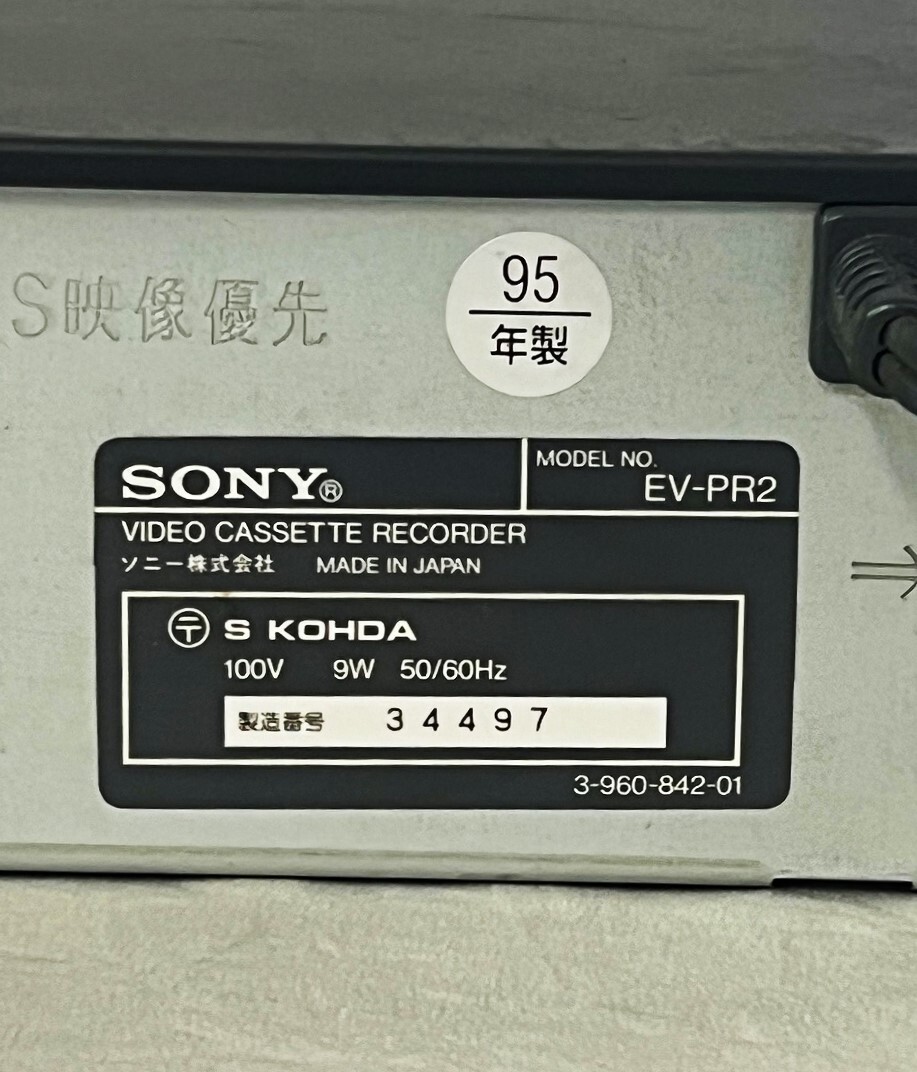 S映像優先
95
年製
SONY®
MODEL NO.
EV-PR2
VIDEO CASSETTE RECORDER
ソニー株式会社 MADE IN JAPAN
〶 S KOHDA
100V 9W 50/60Hz
製造番号 34497
3-960-842-01